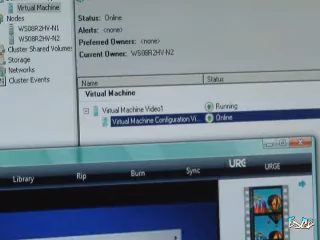 Virtual Machine
Nodes
WS08R2HV-N1
WS08R2HV-N2
Cluster Shared Volumes
Storage
Networks
Cluster Events
Status: Online
Alerts: <none>
Preferred Owners: <none>
Current Owner: WS08R2HV-N2
Name Status
Virtual Machine
Virtual Machine Video1 Running
Virtual Machine Configuration Vi... Online
Library Rip Burn Sync URGE
URGE